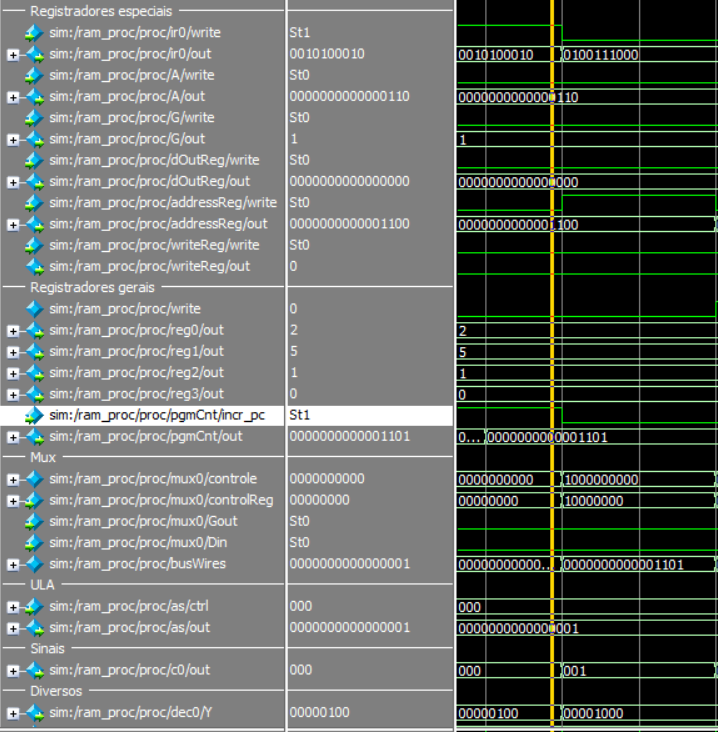 Registradores especiais
sim:/ram_proc/proc/ir0/write St1
sim:/ram_proc/proc/ir0/out 0010100010 0010100010 0100111000
sim:/ram_proc/proc/A/write St0
sim:/ram_proc/proc/A/out 0000000000000110 0000000000000110
sim:/ram_proc/proc/G/write St0
sim:/ram_proc/proc/G/out 1 1
sim:/ram_proc/proc/dOutReg/write St0
sim:/ram_proc/proc/dOutReg/out 0000000000000000 0000000000000000
sim:/ram_proc/proc/addressReg/write St0
sim:/ram_proc/proc/addressReg/out 0000000000001100 0000000000001100
sim:/ram_proc/proc/writeReg/write St0
sim:/ram_proc/proc/writeReg/out 0
Registradores gerais
sim:/ram_proc/proc/write 0
sim:/ram_proc/proc/reg0/out 2 2
sim:/ram_proc/proc/reg1/out 5 5
sim:/ram_proc/proc/reg2/out 1 1
sim:/ram_proc/proc/reg3/out 0 0
sim:/ram_proc/proc/pgmCnt/incr_pc St1
sim:/ram_proc/proc/pgmCnt/out 0000000000001101 0... 0000000000001101
Mux
sim:/ram_proc/proc/mux0/controle 0000000000 0000000000 1000000000
sim:/ram_proc/proc/mux0/controlReg 00000000 00000000 10000000
sim:/ram_proc/proc/mux0/Gout St0
sim:/ram_proc/proc/mux0/Din St0
sim:/ram_proc/proc/busWires 0000000000000001 00000000000... 0000000000001101
ULA
sim:/ram_proc/proc/as/ctrl 000 000
sim:/ram_proc/proc/as/out 0000000000000001 0000000000000001
Sinais
sim:/ram_proc/proc/c0/out 000 000 001
Diversos
sim:/ram_proc/proc/dec0/Y 00000100 00000100 00001000